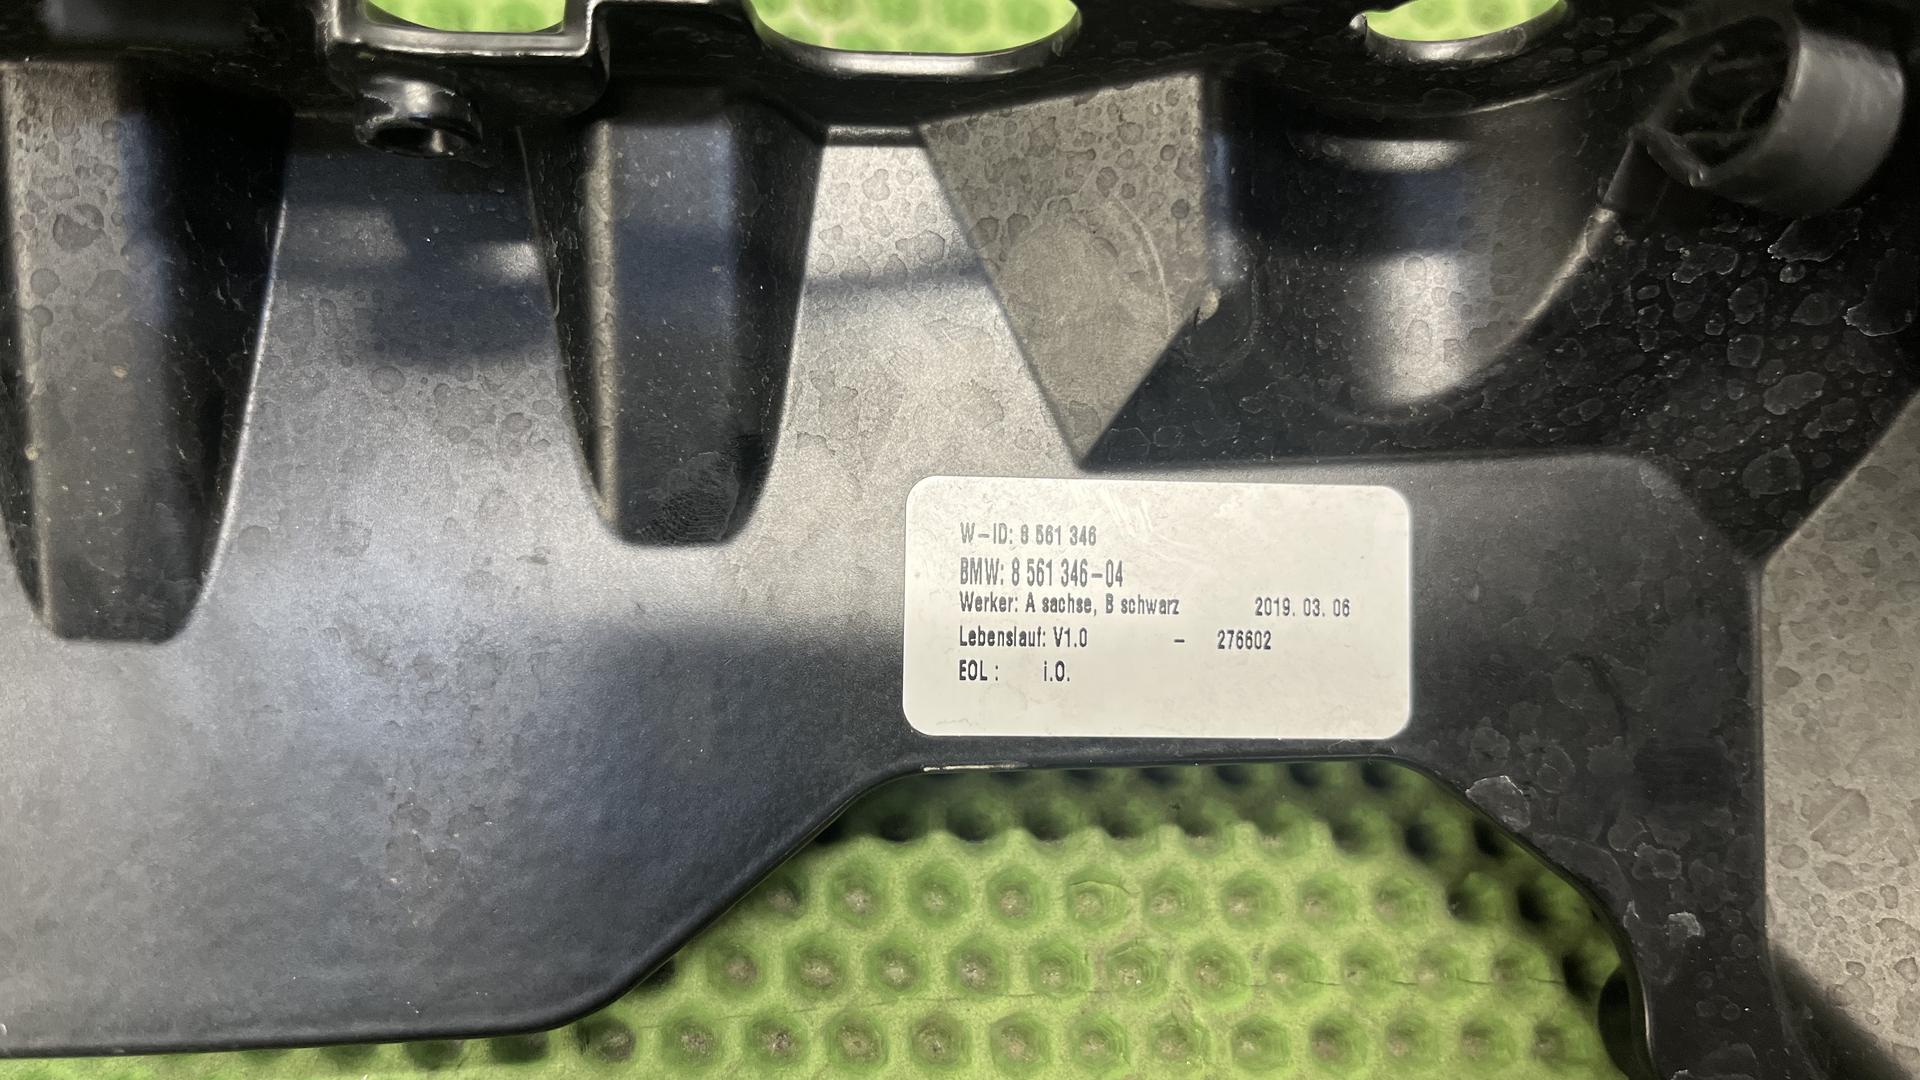 W-ID: 8 561 346
BMW: 8 561 346-04
Werker: A sachse, B schwarz 2019. 03. 06
Lebenslauf: V1.0 - 276602
EOL : i.O.